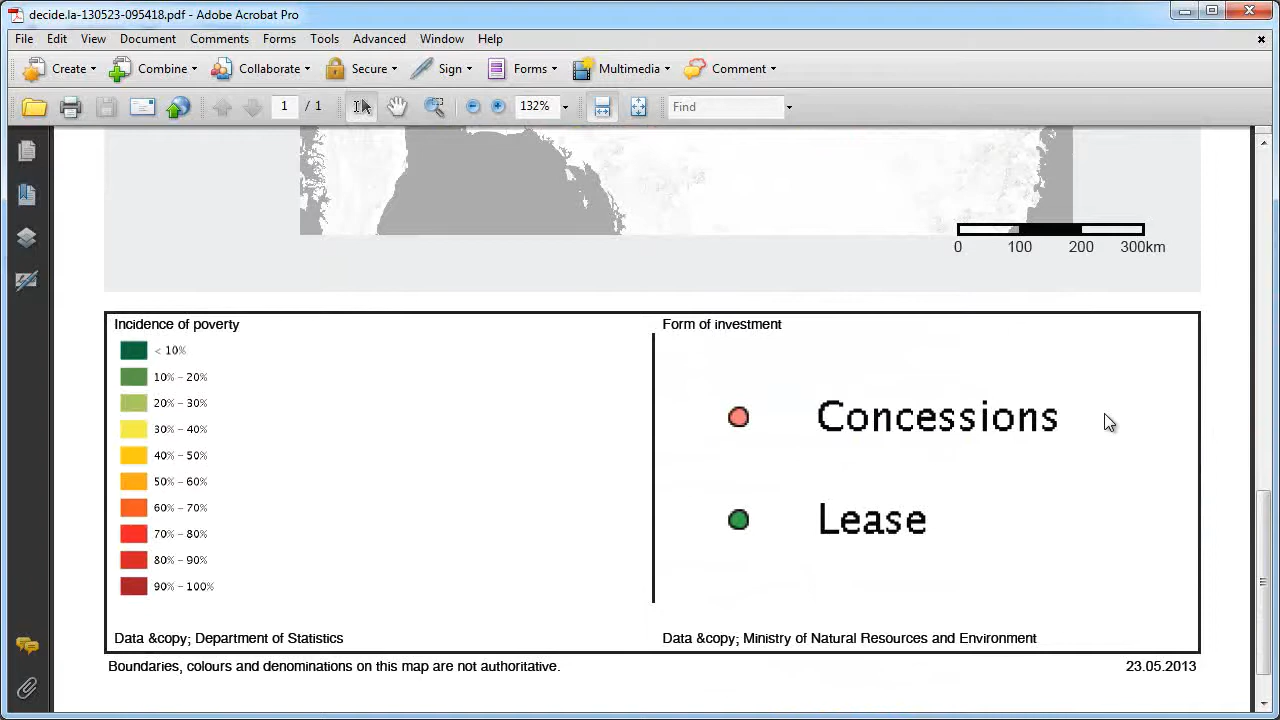 decide.la-130523-095418.pdf - Adobe Acrobat Pro
File Edit View Document Comments Forms Tools Advanced Window Help
Create Combine Collaborate Secure Sign Forms Multimedia Comment
1 / 1 132% Find
0 100 200 300km
Incidence of poverty
< 10%
10% - 20%
20% - 30%
30% - 40%
40% - 50%
50% - 60%
60% - 70%
70% - 80%
80% - 90%
90% - 100%
Data &copy; Department of Statistics
Form of investment
Concessions
Lease
Data &copy; Ministry of Natural Resources and Environment
Boundaries, colours and denominations on this map are not authoritative.
23.05.2013